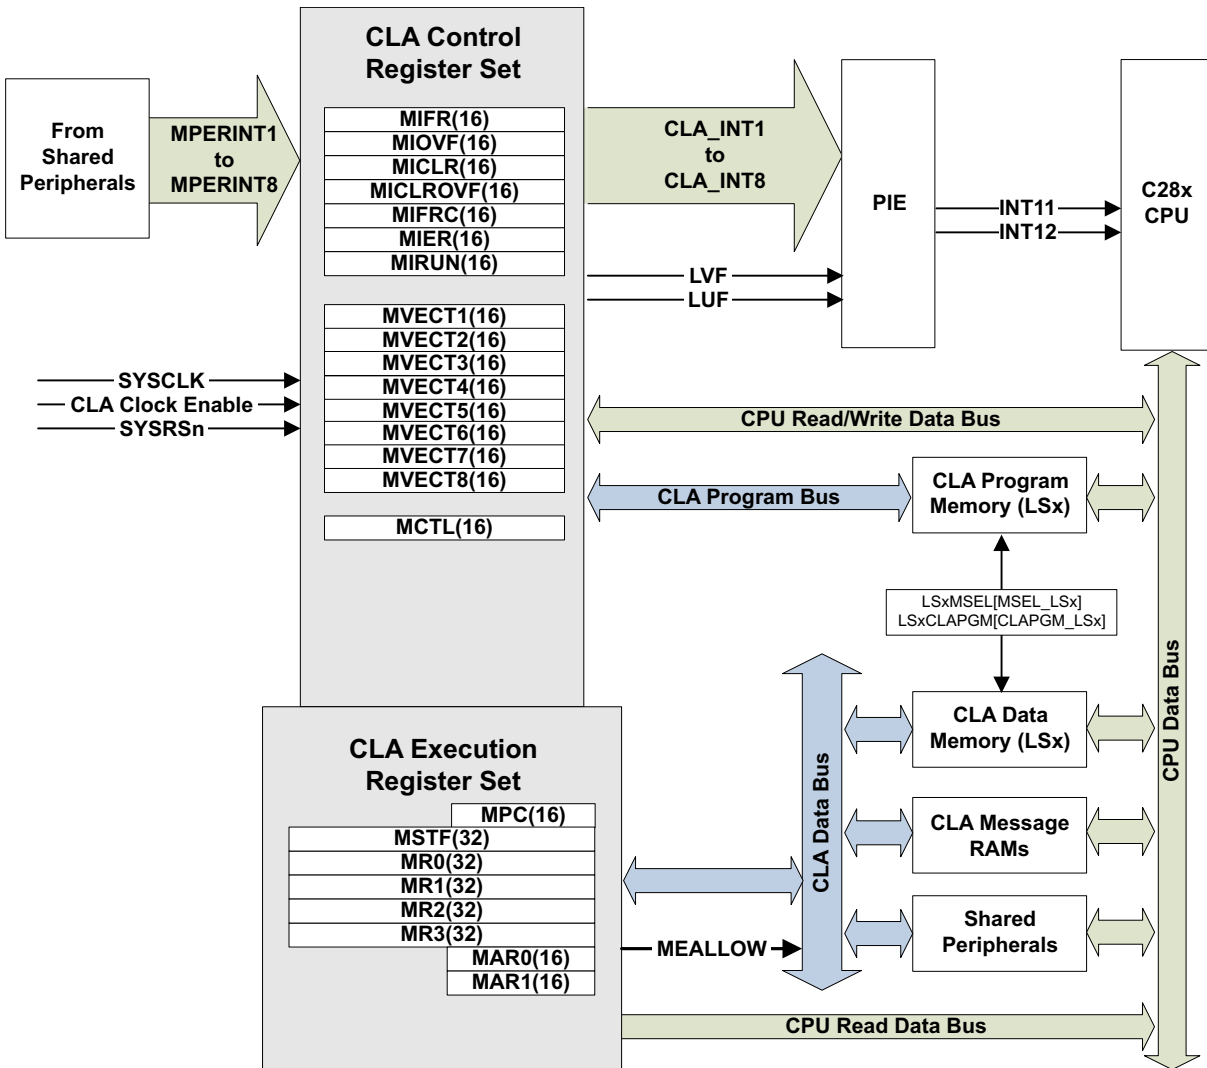 CLA Control
Register Set
From
Shared
Peripherals
MPERINT1
to
MPERINT8
MIFR(16)
MIOVF(16)
MICLR(16)
MICLROVF(16)
MIFRC(16)
MIER(16)
MIRUN(16)
CLA_INT1
to
CLA_INT8
PIE
INT11
INT12
C28x
CPU
LVF
LUF
MVECT1(16)
MVECT2(16)
MVECT3(16)
MVECT4(16)
MVECT5(16)
MVECT6(16)
MVECT7(16)
MVECT8(16)
SYSCLK
CLA Clock Enable
SYSRSn
CPU Read/Write Data Bus
CLA Program Bus
CLA Program
Memory (LSx)
MCTL(16)
LSxMSEL[MSEL_LSx]
LSxCLAPGM[CLAPGM_LSx]
CPU Data Bus
CLA Data Bus
CLA Data
Memory (LSx)
CLA Message
RAMs
Shared
Peripherals
CLA Execution
Register Set
MPC(16)
MSTF(32)
MR0(32)
MR1(32)
MR2(32)
MR3(32)
MAR0(16)
MAR1(16)
MEALLOW
CPU Read Data Bus